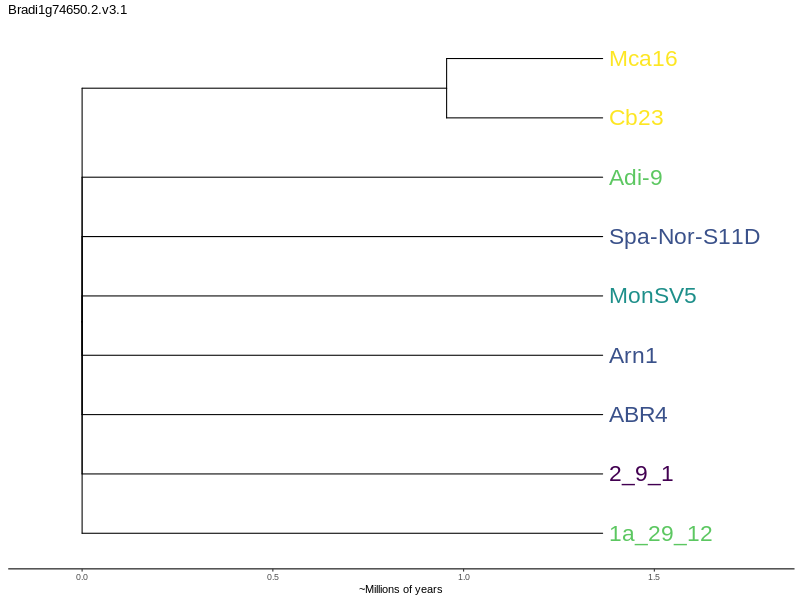 Bradi1g74650.2.v3.1
Mca16
Cb23
Adi-9
Spa-Nor-S11D
MonSV5
Arn1
ABR4
2_9_1
1a_29_12
0.0 0.5 1.0 1.5
~Millions of years